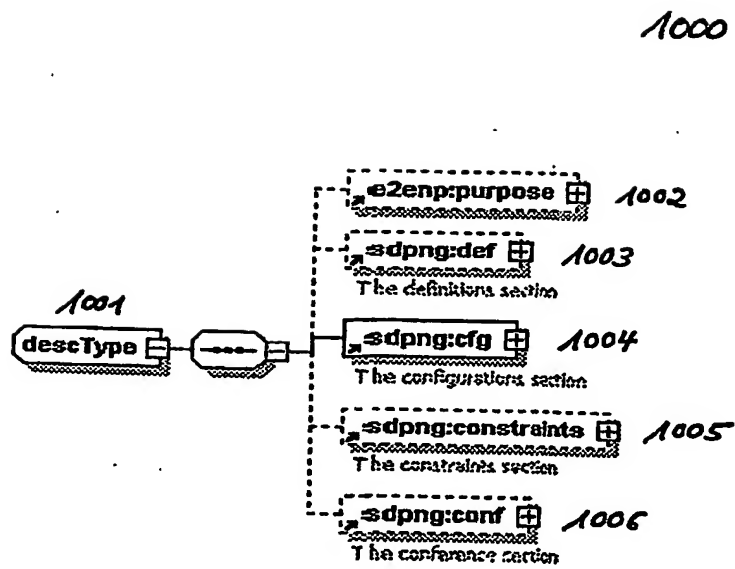 1000
e2enp:purpose 1002
sdpng:def 1003
The definitions section
1001
descType
sdpng:cfg 1004
The configurations section
sdpng:constraints 1005
The constraints section
sdpng:conf 1006
The conference section